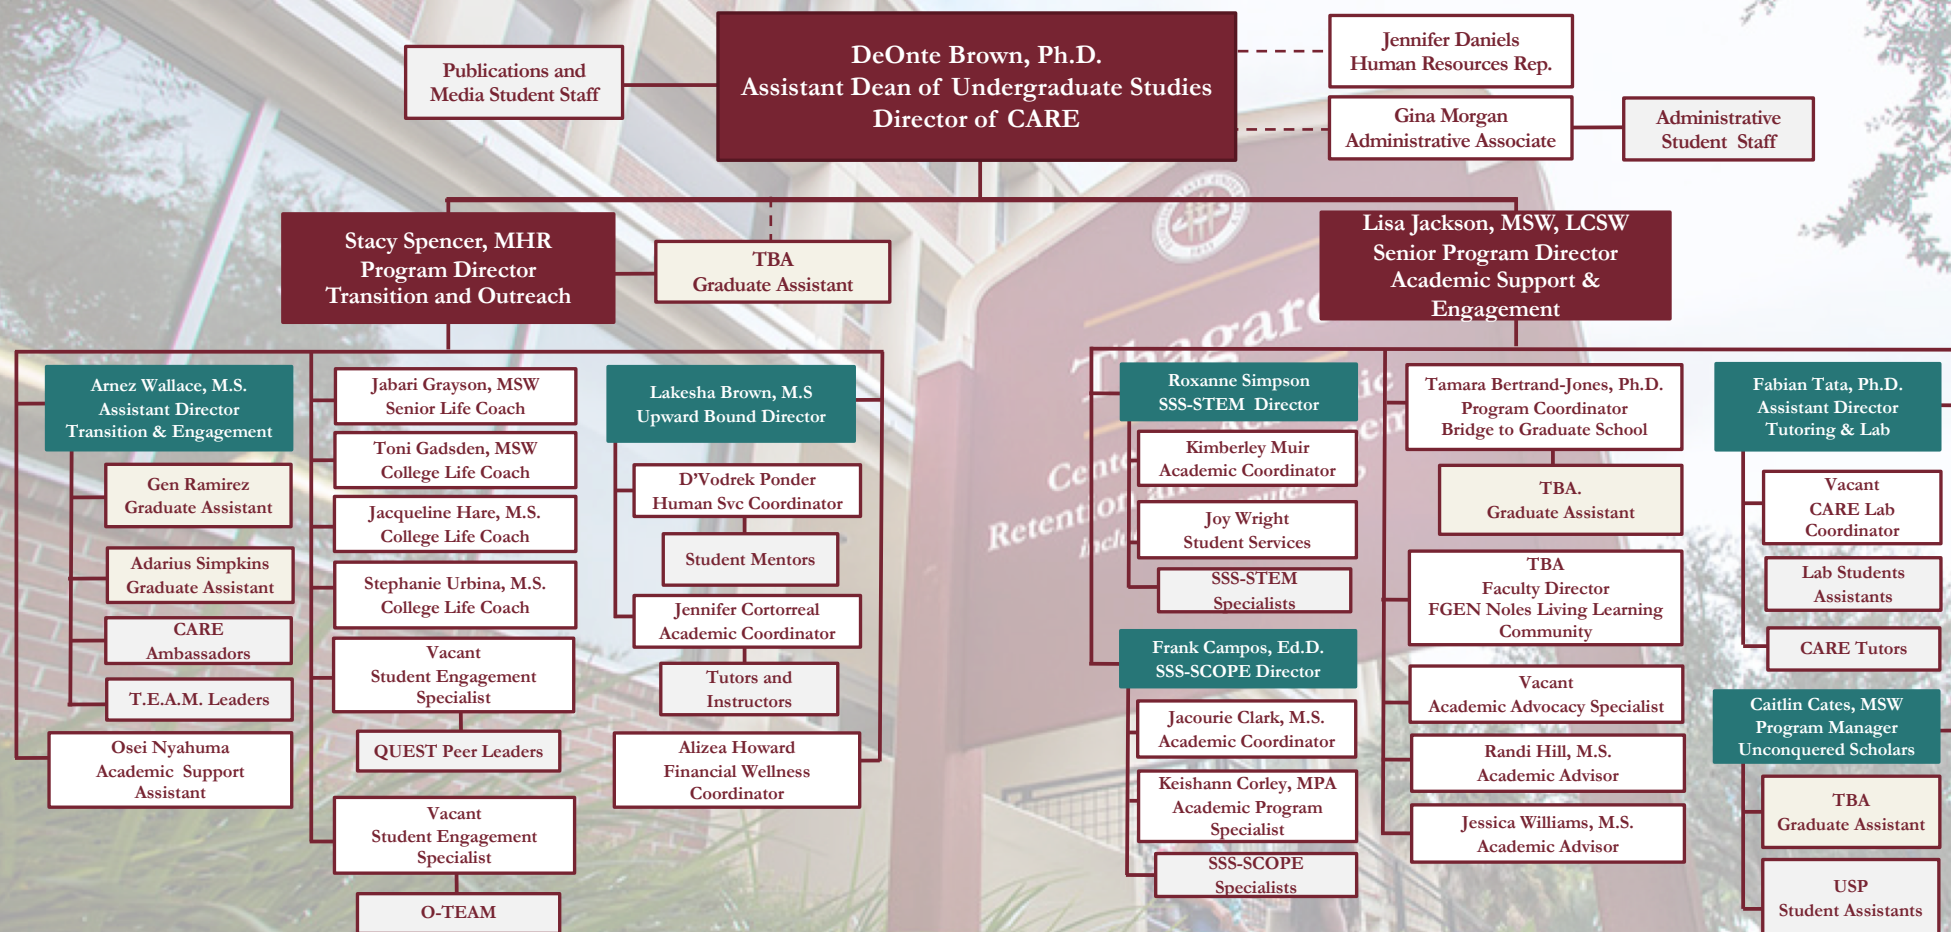 DeOnte Brown, Ph.D.
Assistant Dean of Undergraduate Studies
Director of CARE
Publications and
Media Student Staff
Jennifer Daniels
Human Resources Rep.
Gina Morgan
Administrative Associate
Administrative
Student Staff
Stacy Spencer, MHR
Program Director
Transition and Outreach
TBA
Graduate Assistant
Lisa Jackson, MSW, LCSW
Senior Program Director
Academic Support &
Engagement
Arnez Wallace, M.S.
Assistant Director
Transition & Engagement
Gen Ramirez
Graduate Assistant
Adarius Simpkins
Graduate Assistant
CARE
Ambassadors
T.E.A.M. Leaders
Osei Nyahuma
Academic Support
Assistant
Jabari Grayson, MSW
Senior Life Coach
Toni Gadsden, MSW
College Life Coach
Jacqueline Hare, M.S.
College Life Coach
Stephanie Urbina, M.S.
College Life Coach
Vacant
Student Engagement
Specialist
QUEST Peer Leaders
Vacant
Student Engagement
Specialist
O-TEAM
Lakesha Brown, M.S
Upward Bound Director
D'Vodrek Ponder
Human Svc Coordinator
Student Mentors
Jennifer Cortorreal
Academic Coordinator
Tutors and
Instructors
Alizea Howard
Financial Wellness
Coordinator
Roxanne Simpson
SSS-STEM Director
Kimberley Muir
Academic Coordinator
Joy Wright
Student Services
SSS-STEM
Specialists
Frank Campos, Ed.D.
SSS-SCOPE Director
Jacourie Clark, M.S.
Academic Coordinator
Keishann Corley, MPA
Academic Program
Specialist
SSS-SCOPE
Specialists
Tamara Bertrand-Jones, Ph.D.
Program Coordinator
Bridge to Graduate School
TBA.
Graduate Assistant
TBA
Faculty Director
FGEN Noles Living Learning
Community
Vacant
Academic Advocacy Specialist
Randi Hill, M.S.
Academic Advisor
Jessica Williams, M.S.
Academic Advisor
Fabian Tata, Ph.D.
Assistant Director
Tutoring & Lab
Vacant
CARE Lab
Coordinator
Lab Students
Assistants
CARE Tutors
Caitlin Cates, MSW
Program Manager
Unconquered Scholars
TBA
Graduate Assistant
USP
Student Assistants